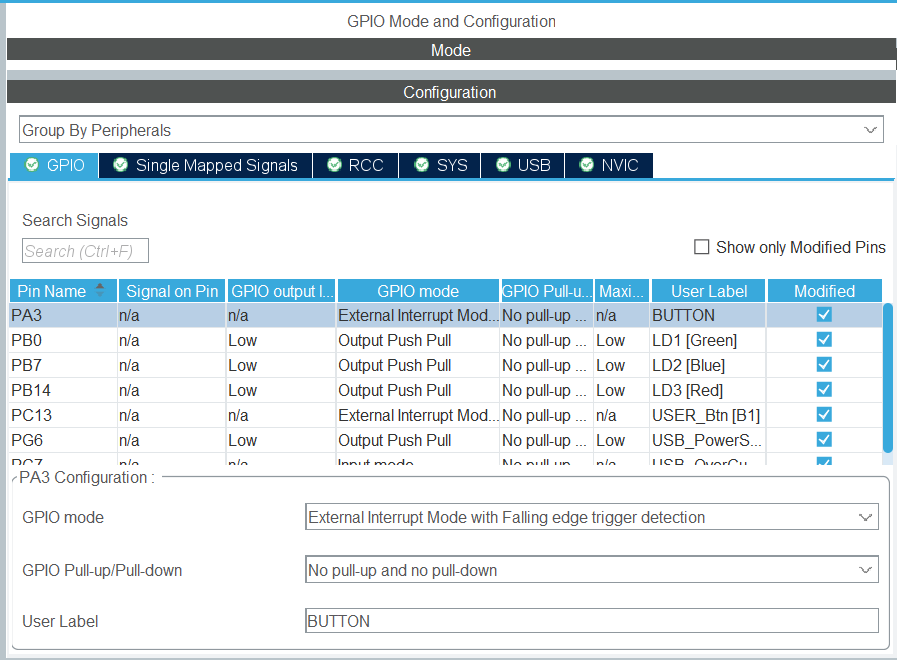 GPIO Mode and Configuration
Mode
Configuration
Group By Peripherals
GPIO Single Mapped Signals RCC SYS USB NVIC
Search Signals
Search (Ctrl+F) Show only Modified Pins
Pin Name Signal on Pin GPIO output l... GPIO mode GPIO Pull-u... Maxi... User Label Modified
PA3 n/a n/a External Interrupt Mod... No pull-up ... n/a BUTTON
PB0 n/a Low Output Push Pull No pull-up ... Low LD1 [Green]
PB7 n/a Low Output Push Pull No pull-up ... Low LD2 [Blue]
PB14 n/a Low Output Push Pull No pull-up ... Low LD3 [Red]
PC13 n/a n/a External Interrupt Mod... No pull-up ... n/a USER_Btn [B1]
PG6 n/a Low Output Push Pull No pull-up ... Low USB_PowerS...
n/a n/a Input mode No pull-up ... n/a USB_OverCu...
PA3 Configuration :
GPIO mode External Interrupt Mode with Falling edge trigger detection
GPIO Pull-up/Pull-down No pull-up and no pull-down
User Label BUTTON